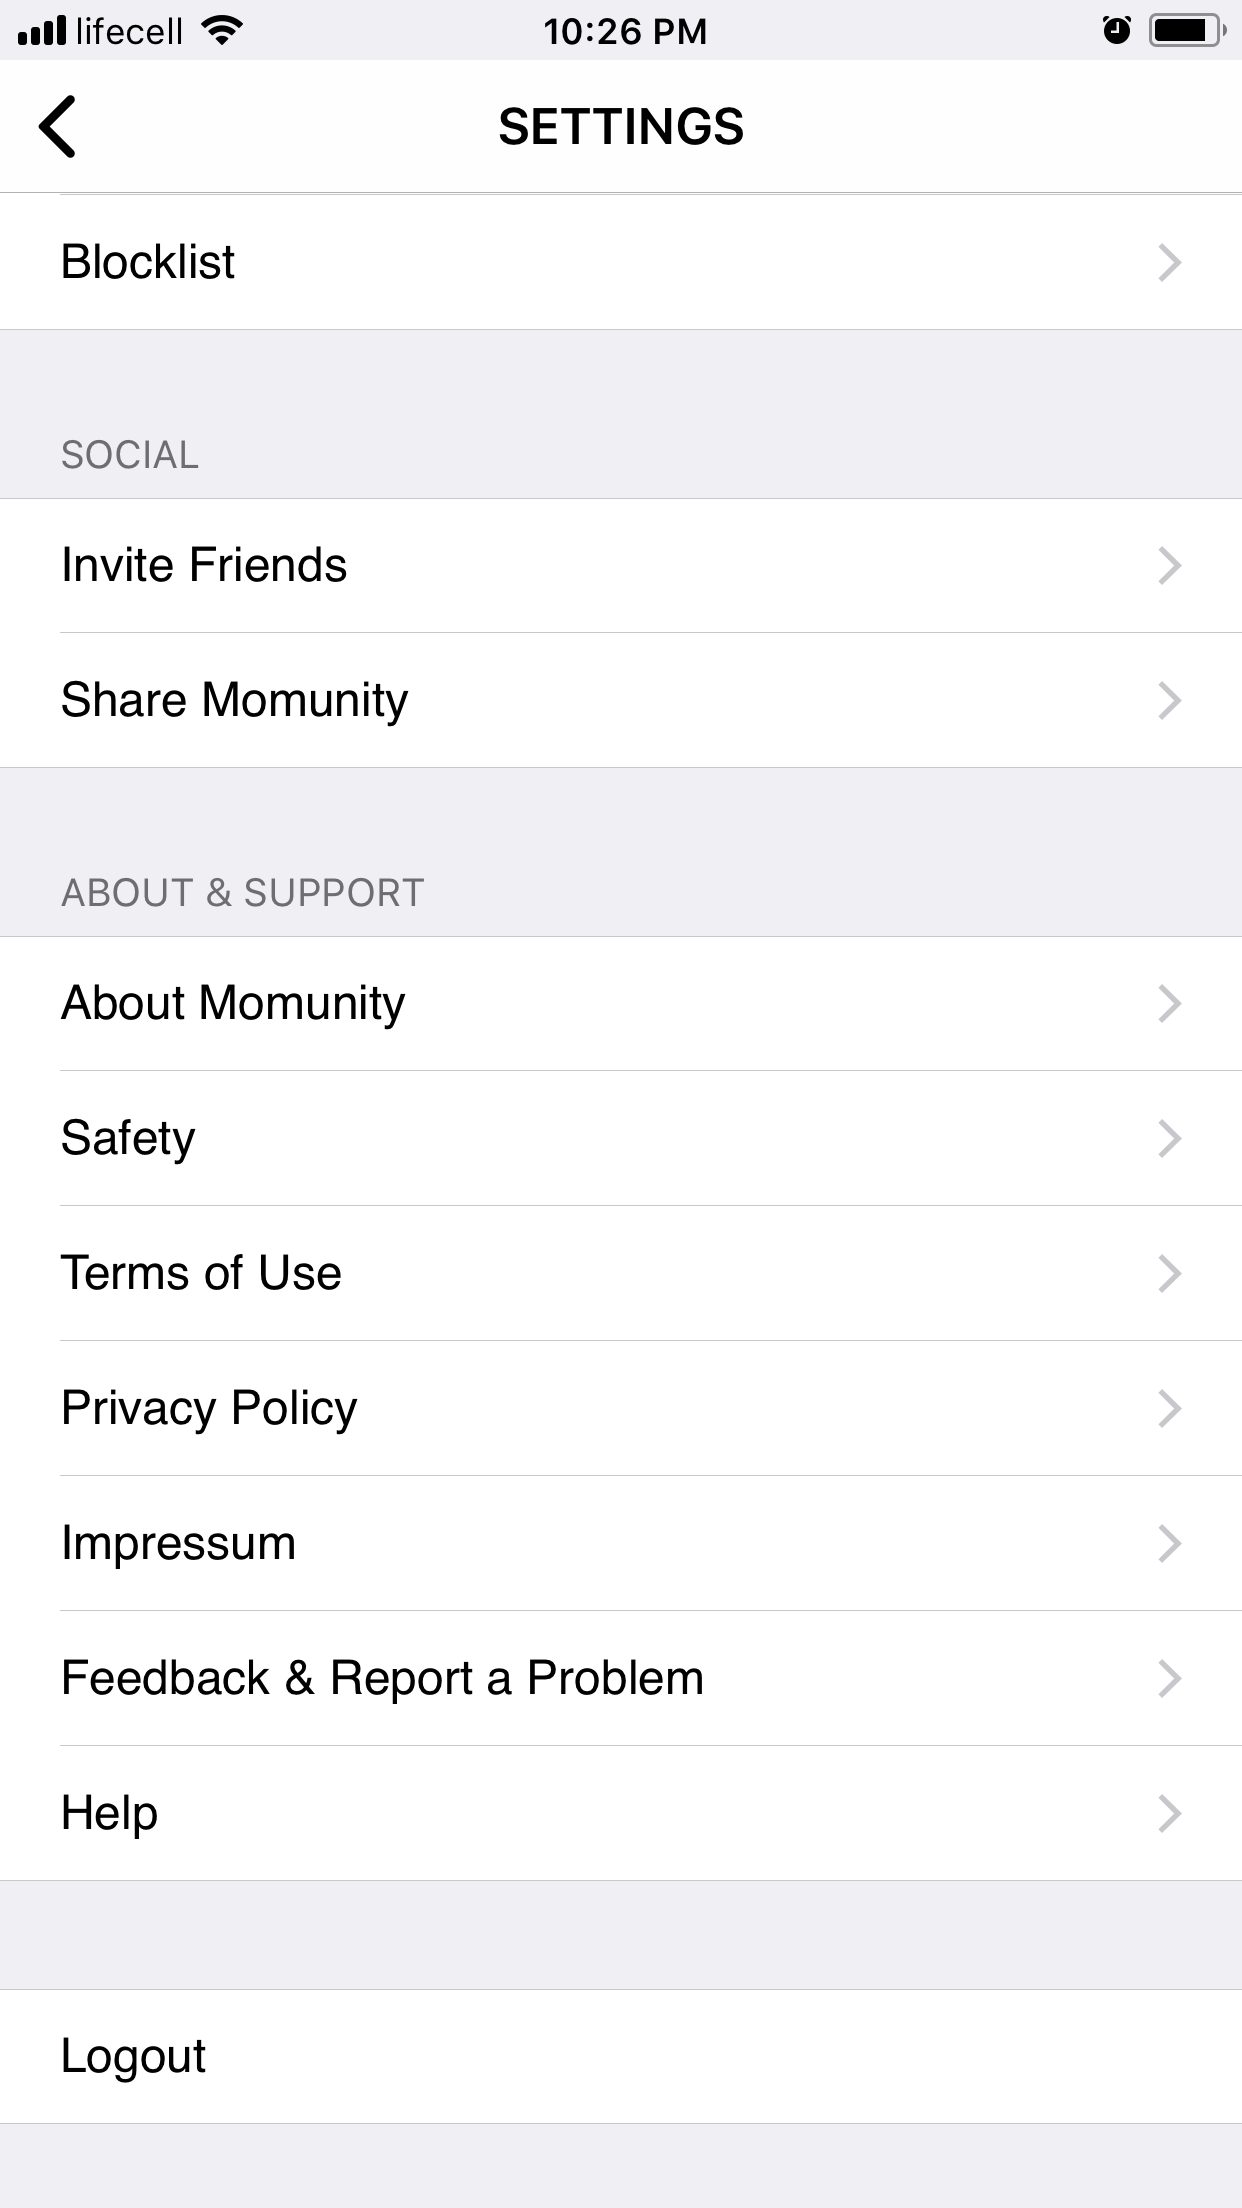 lifecell 10:26 PM
SETTINGS
Blocklist
SOCIAL
Invite Friends
Share Momunity
ABOUT & SUPPORT
About Momunity
Safety
Terms of Use
Privacy Policy
Impressum
Feedback & Report a Problem
Help
Logout